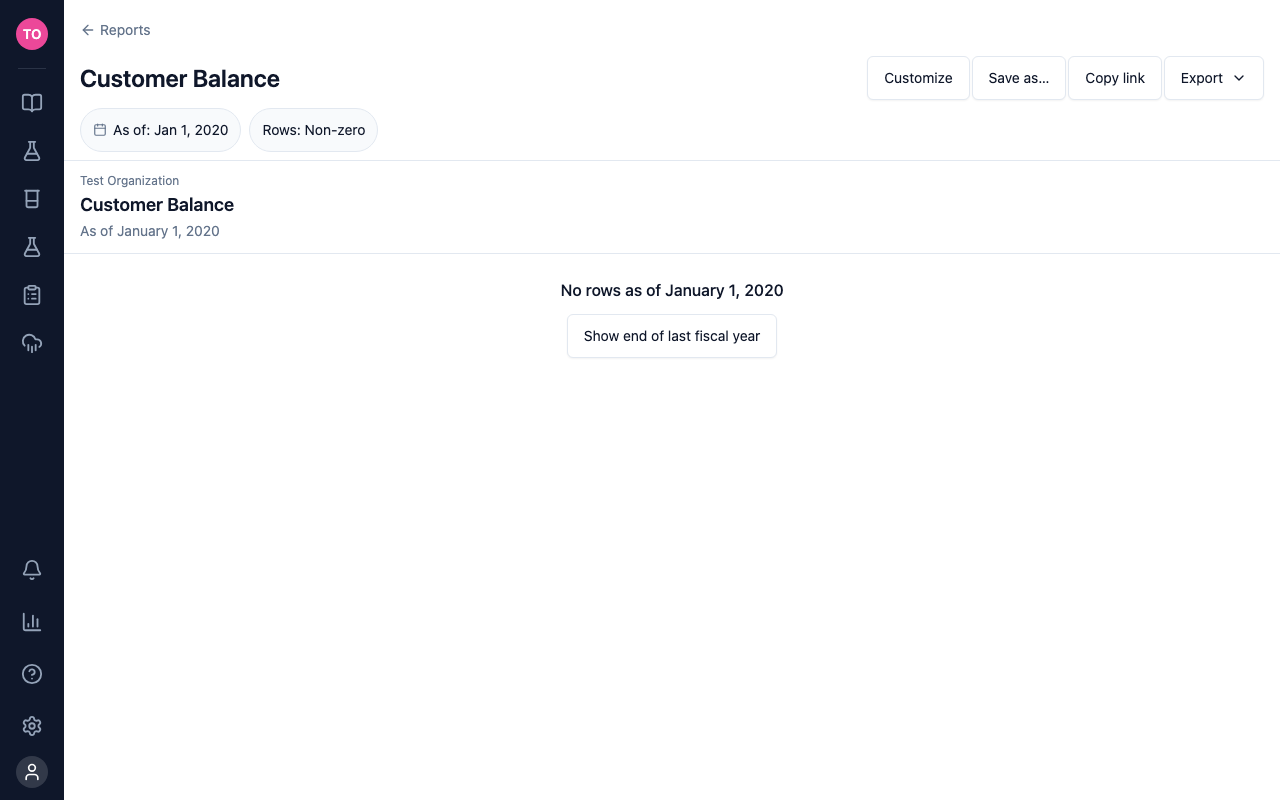 TO
Reports
Customer Balance
Customize
Save as...
Copy link
Export
As of: Jan 1, 2020
Rows: Non-zero
Test Organization
Customer Balance
As of January 1, 2020
No rows as of January 1, 2020
Show end of last fiscal year